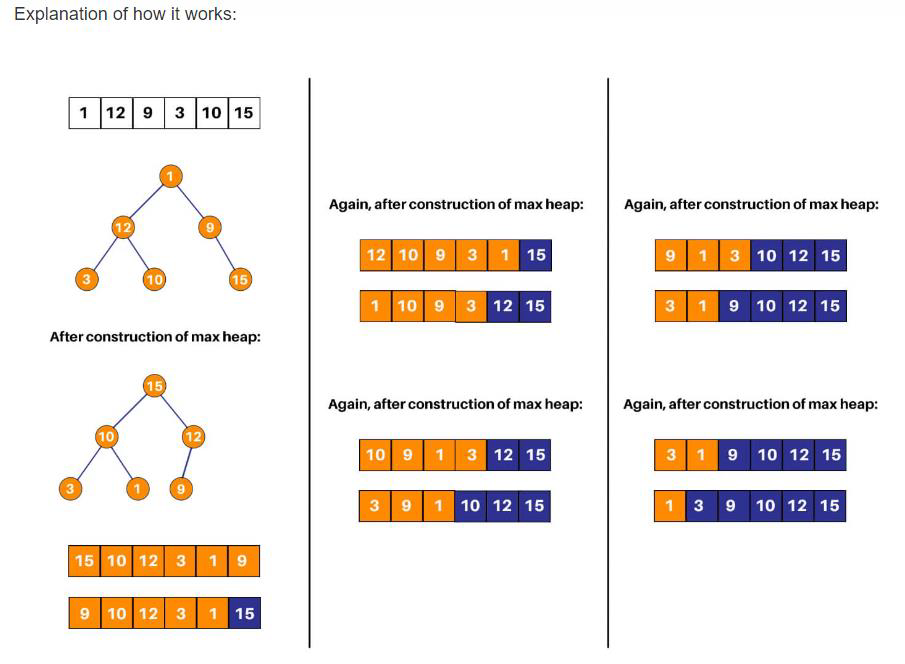 Explanation of how it works:
1 12 9 3 10 15
1
12 9
3 10 15
After construction of max heap:
15
10 12
3 1 9
15 10 12 3 1 9
9 10 12 3 1 15
Again, after construction of max heap:
12 10 9 3 1 15
1 10 9 3 12 15
Again, after construction of max heap:
10 9 1 3 12 15
3 9 1 10 12 15
Again, after construction of max heap:
9 1 3 10 12 15
3 1 9 10 12 15
Again, after construction of max heap:
3 1 9 10 12 15
1 3 9 10 12 15